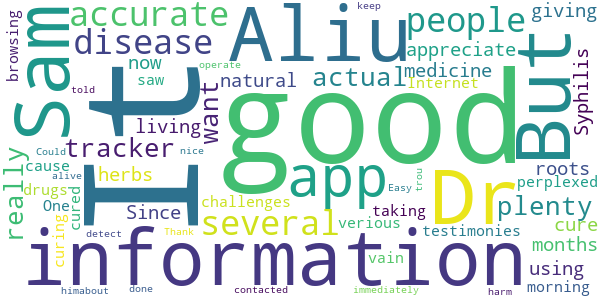 browsing
Sam
accurate
disease
Aliu
people
giving
appreciate
But
now
saw
operate
keep
natural
actual
medicine
Internet
Syphilis
told
It
want
good
living
tracker
I
really
cause
herbs
drugs
One
cured
curing
Since
challenges
several
app
Easy
trou
Dr
roots
perplexed
plenty
alive
Could
nice
detect
Thank
verious
taking
testimonies
cure
months
information
vain
using
morning
himabout
done
contacted
immediately
harm